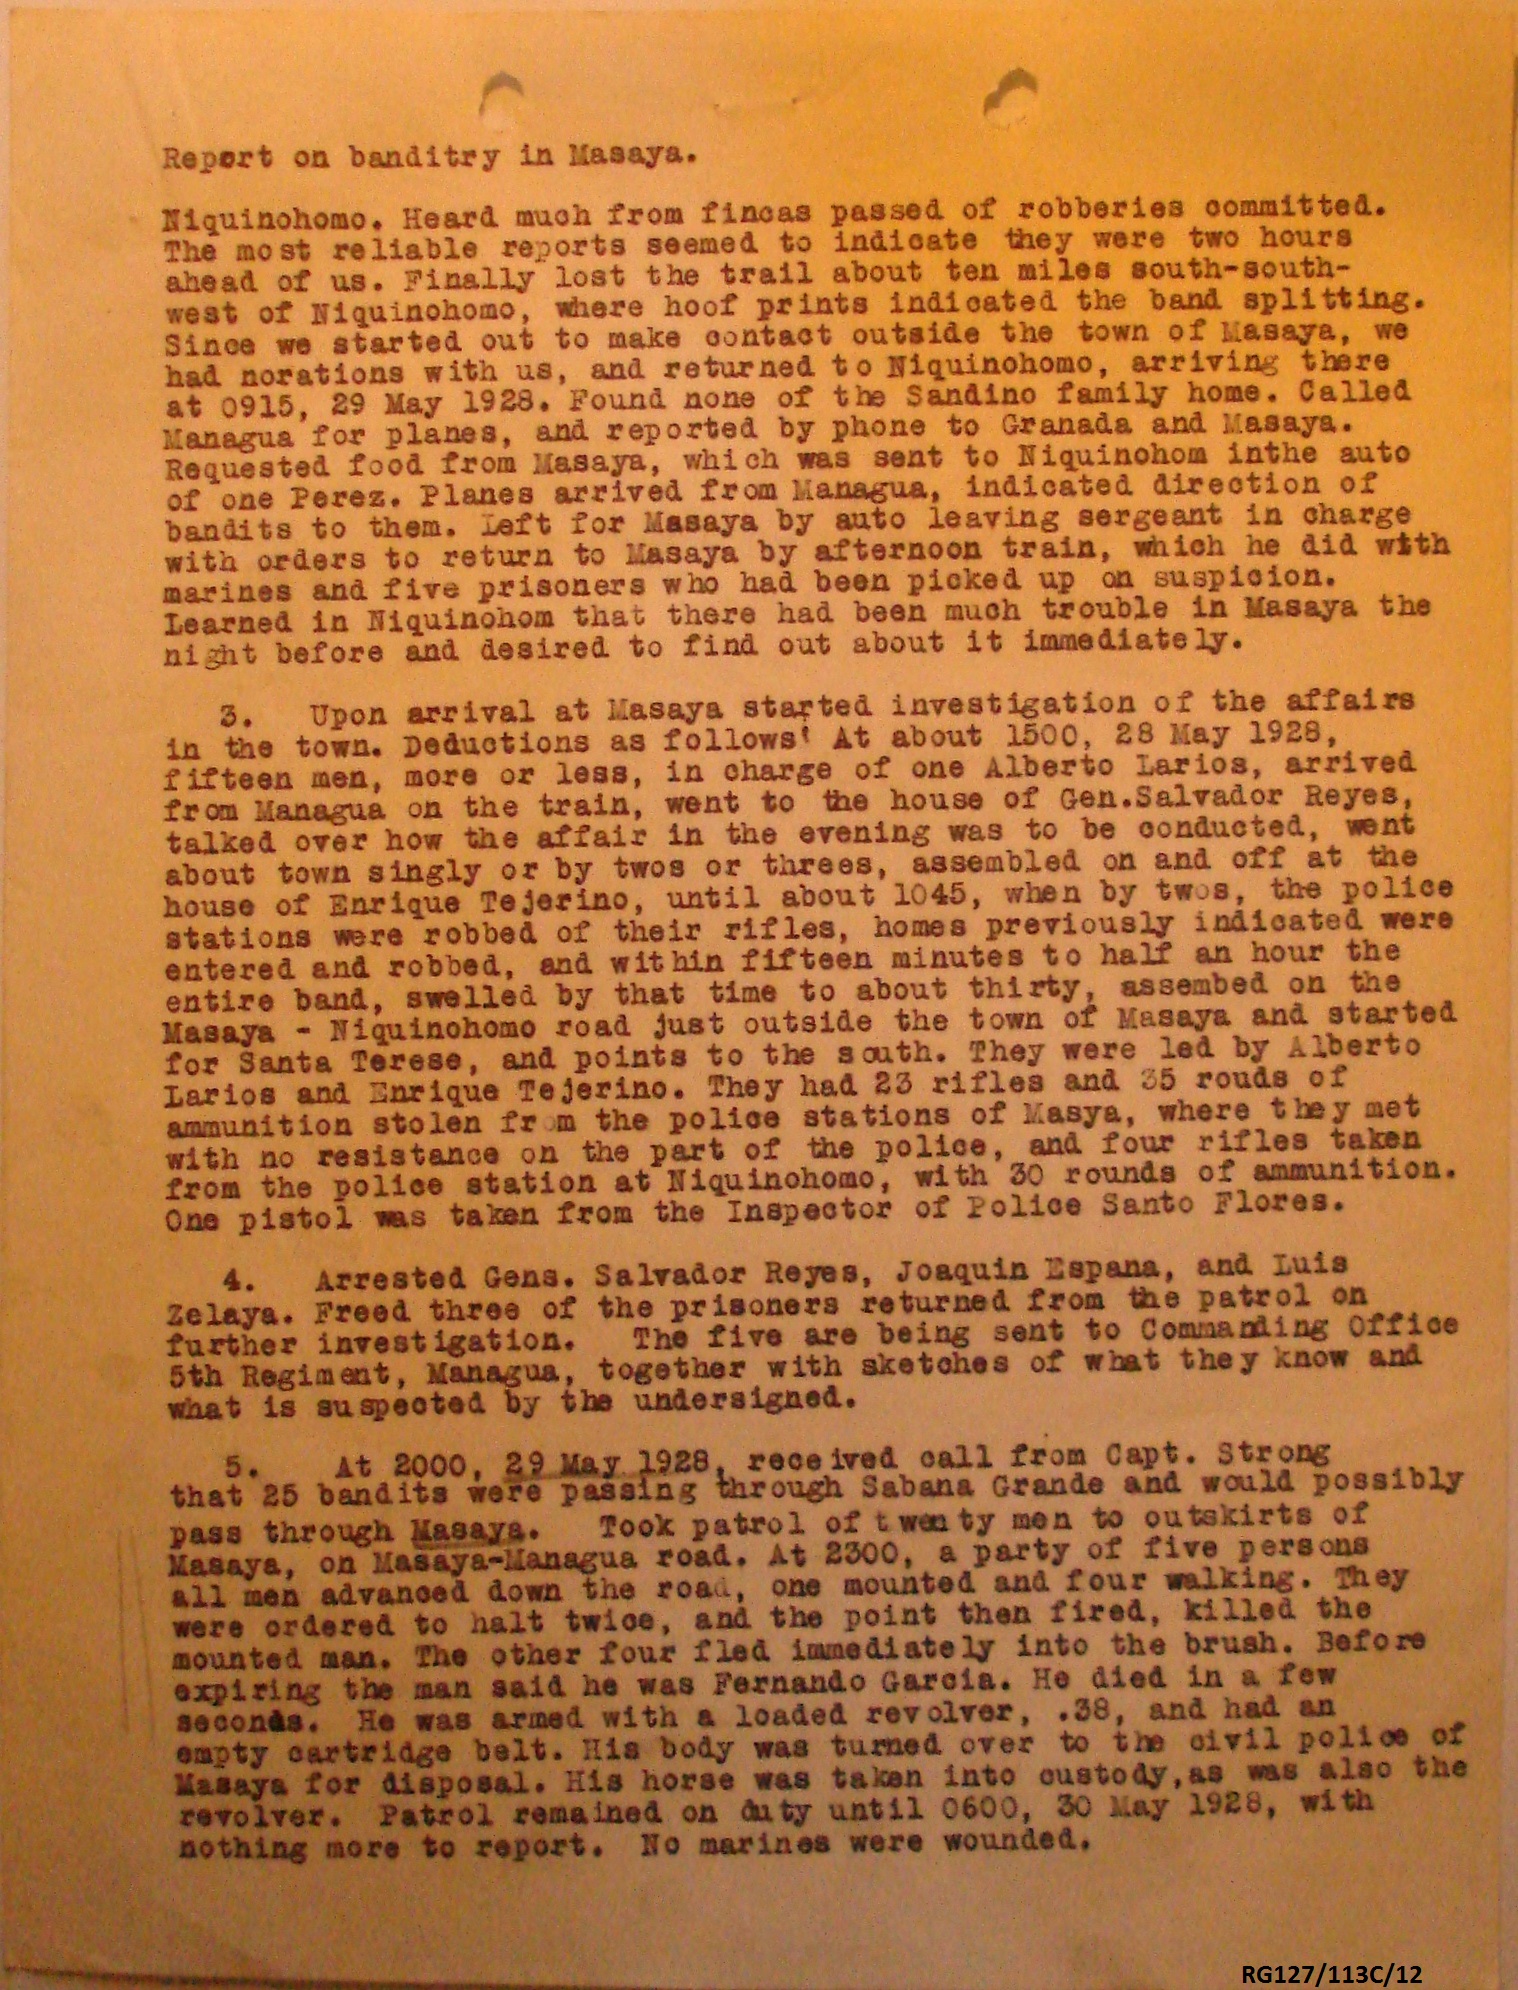 Report on banditry in Masaya.
Niquinohomo. Heard much from fincas passed of robberies committed.
The most reliable reports seemed to indicate they were two hours
ahead of us. Finally lost the trail about ten miles south-south-
west of Niquinohomo, where hoof prints indicated the band splitting.
Since we started out to make contact outside the town of Masaya, we
had norations with us, and returned to Niquinohomo, arriving there
at 0915, 29 May 1928. Found none of the Sandino family home. Called
Managua for planes, and reported by phone to Granada and Masaya.
Requested food from Masaya, which was sent to Niquinohom inthe auto
of one Perez. Planes arrived from Managua, indicated direction of
bandits to them. Left for Masaya by auto leaving sergeant in charge
with orders to return to Masaya by afternoon train, which he did with
marines and five prisoners who had been picked up on suspicion.
Learned in Niquinohom that there had been much trouble in Masaya the
night before and desired to find out about it immediately.
3. Upon arrival at Masaya started investigation of the affairs
in the town. Deductions as follows' At about 1500, 28 May 1928,
fifteen men, more or less, in charge of one Alberto Larios, arrived
from Managua on the train, went to the house of Gen.Salvador Reyes,
talked over how the affair in the evening was to be conducted, went
about town singly or by twos or threes, assembled on and off at the
house of Enrique Tejerino, until about 1045, when by twos, the police
stations were robbed of their rifles, homes previously indicated were
entered and robbed, and within fifteen minutes to half an hour the
entire band, swelled by that time to about thirty, assembed on the
Masaya - Niquinohomo road just outside the town of Masaya and started
for Santa Terese, and points to the south. They were led by Alberto
Larios and Enrique Tejerino. They had 23 rifles and 35 rouds of
ammunition stolen from the police stations of Masya, where they met
with no resistance on the part of the police, and four rifles taken
from the police station at Niquinohomo, with 30 rounds of ammunition.
One pistol was taken from the Inspector of Police Santo Flores.
4. Arrested Gens. Salvador Reyes, Joaquin Espana, and Luis
Zelaya. Freed three of the prisoners returned from the patrol on
further investigation. The five are being sent to Commanding Office
5th Regiment, Managua, together with sketches of what they know and
what is suspected by the undersigned.
5. At 2000, 29 May 1928, received call from Capt. Strong
that 25 bandits were passing through Sabana Grande and would possibly
pass through Masaya. Took patrol of twenty men to outskirts of
Masaya, on Masaya-Managua road. At 2300, a party of five persons
all men advanced down the road, one mounted and four walking. They
were ordered to halt twice, and the point then fired, killed the
mounted man. The other four fled immediately into the brush. Before
expiring the man said he was Fernando Garcia. He died in a few
seconds. He was armed with a loaded revolver, .38, and had an
empty cartridge belt. His body was turned over to the civil police of
Masaya for disposal. His horse was taken into custody,as was also the
revolver. Patrol remained on duty until 0600, 30 May 1928, with
nothing more to report. No marines were wounded.
RG127/113C/12